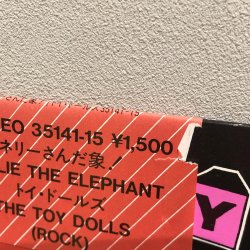 EO 35141-15 ¥1,500
ネリーさんだ象!
IE THE ELEPHANT
トイ・ドールズ
THE TOY DOLLS
(ROCK)
Y